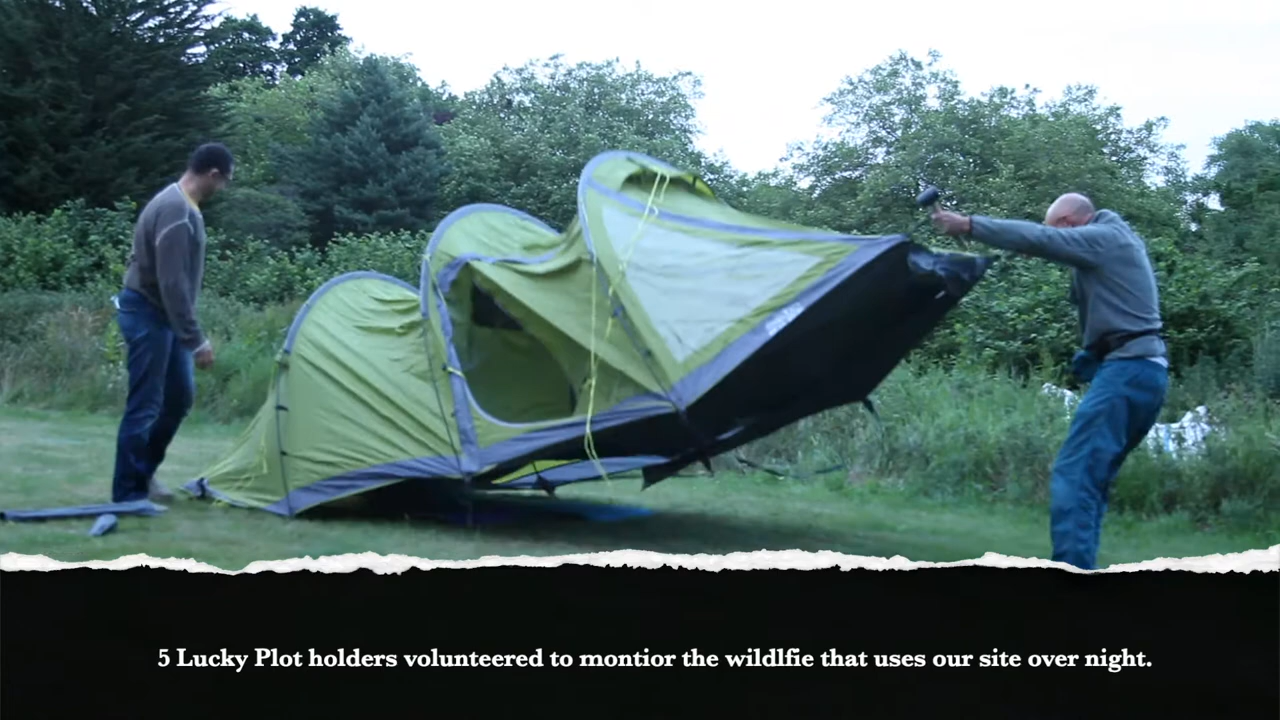 5 Lucky Plot holders volunteered to montior the wildlfie that uses our site over night.